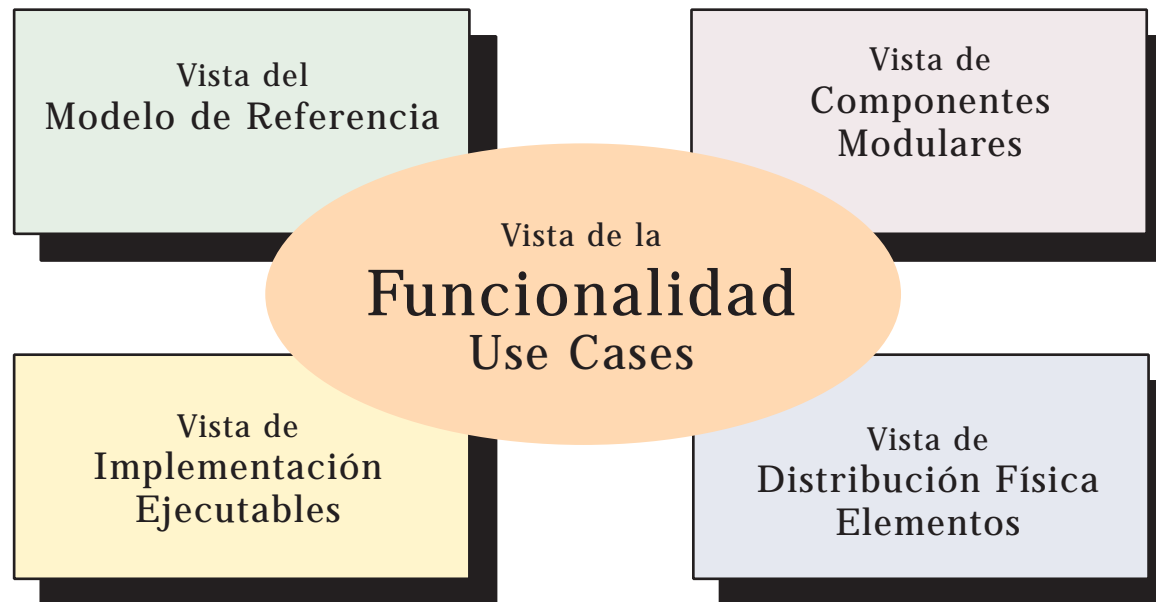 Vista del
Modelo de Referencia
Vista de
Componentes
Modulares
Vista de la
Funcionalidad
Use Cases
Vista de
Implementación
Ejecutables
Vista de
Distribución Física
Elementos